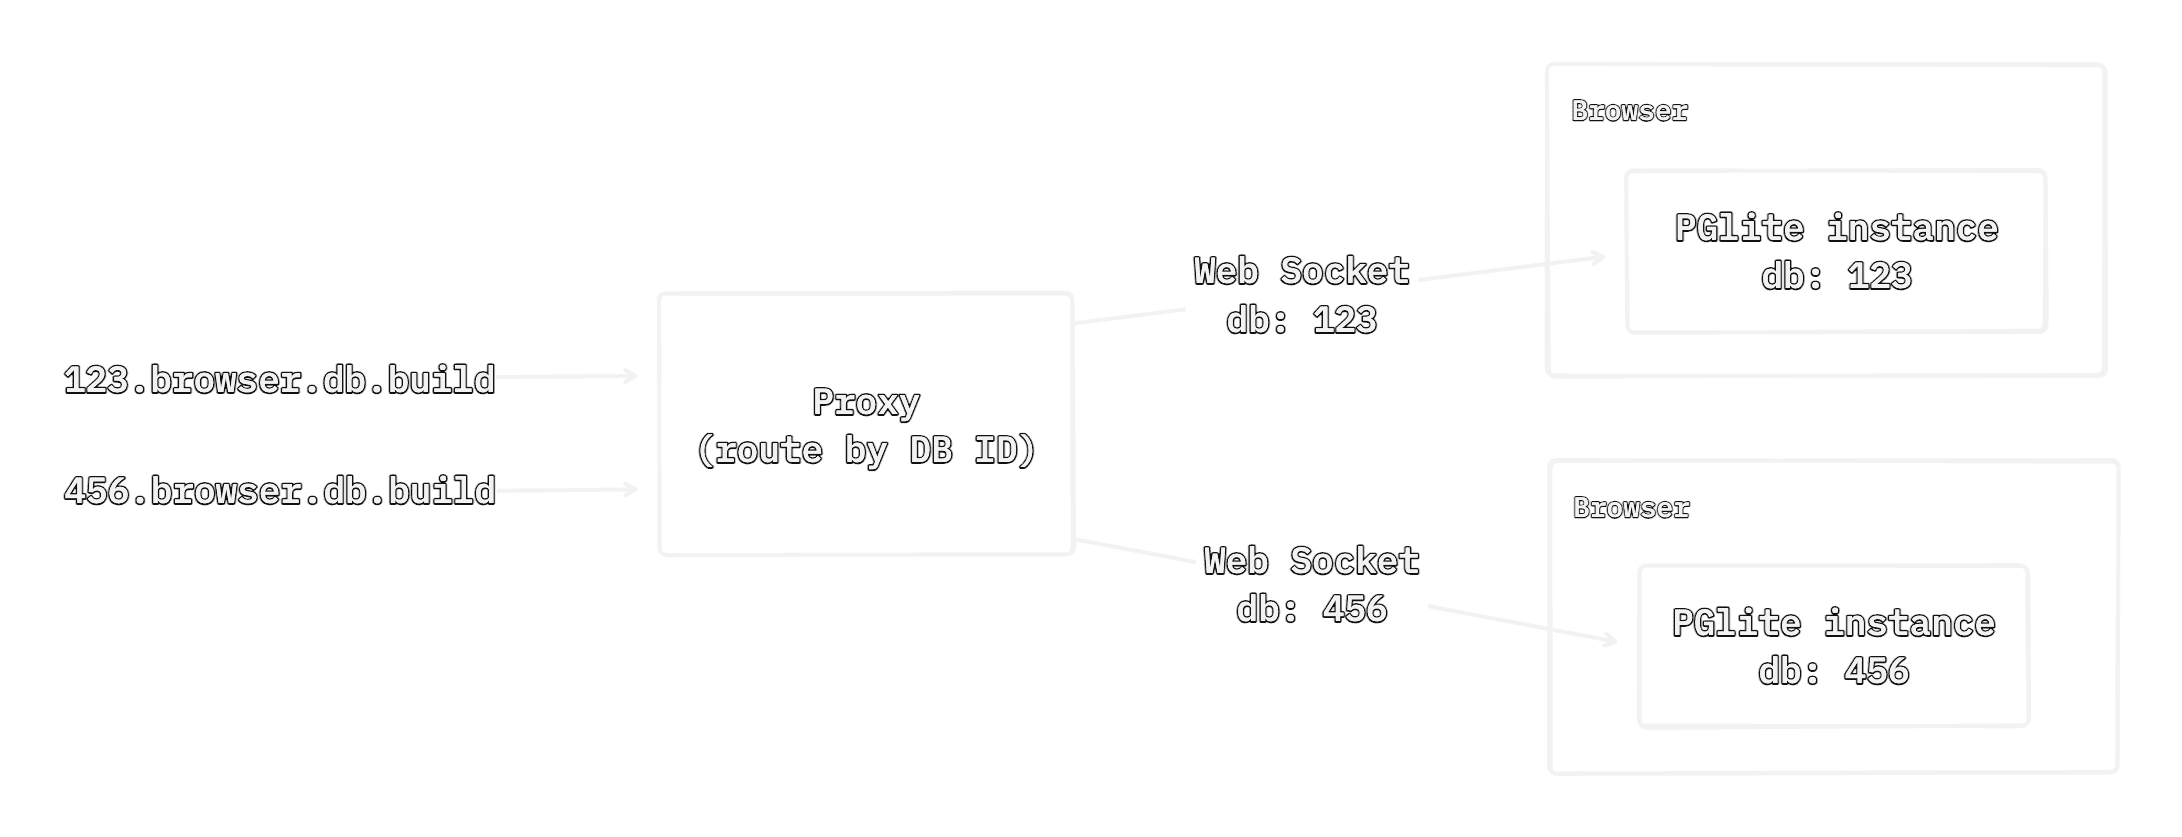 123.browser.db.build
456.browser.db.build
Proxy
(route by DB ID)
Web Socket
db: 123
Browser
PGlite instance
db: 123
Web Socket
db: 456
Browser
PGlite instance
db: 456